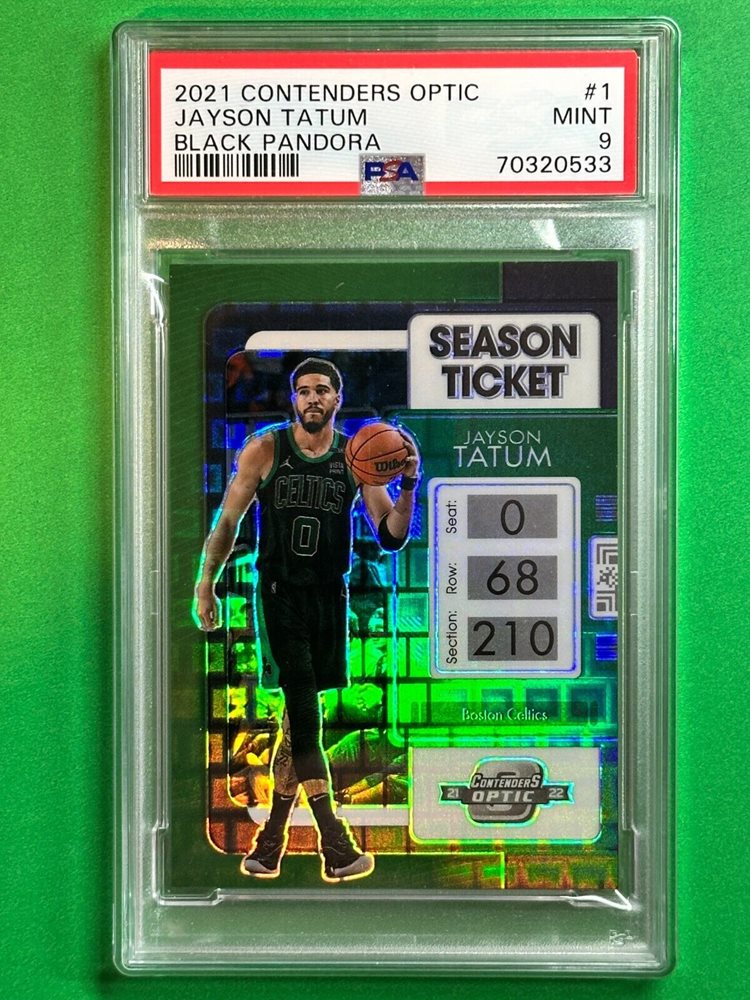 2021 CONTENDERS OPTIC #1
JAYSON TATUM MINT
BLACK PANDORA 9
PSA 70320533
SEASON
TICKET
JAYSON
TATUM
Seat: 0
Row: 68
Section: 210
Boston Celtics
CONTENDERS
21 OPTIC 22
CELTICS
0
Wilson